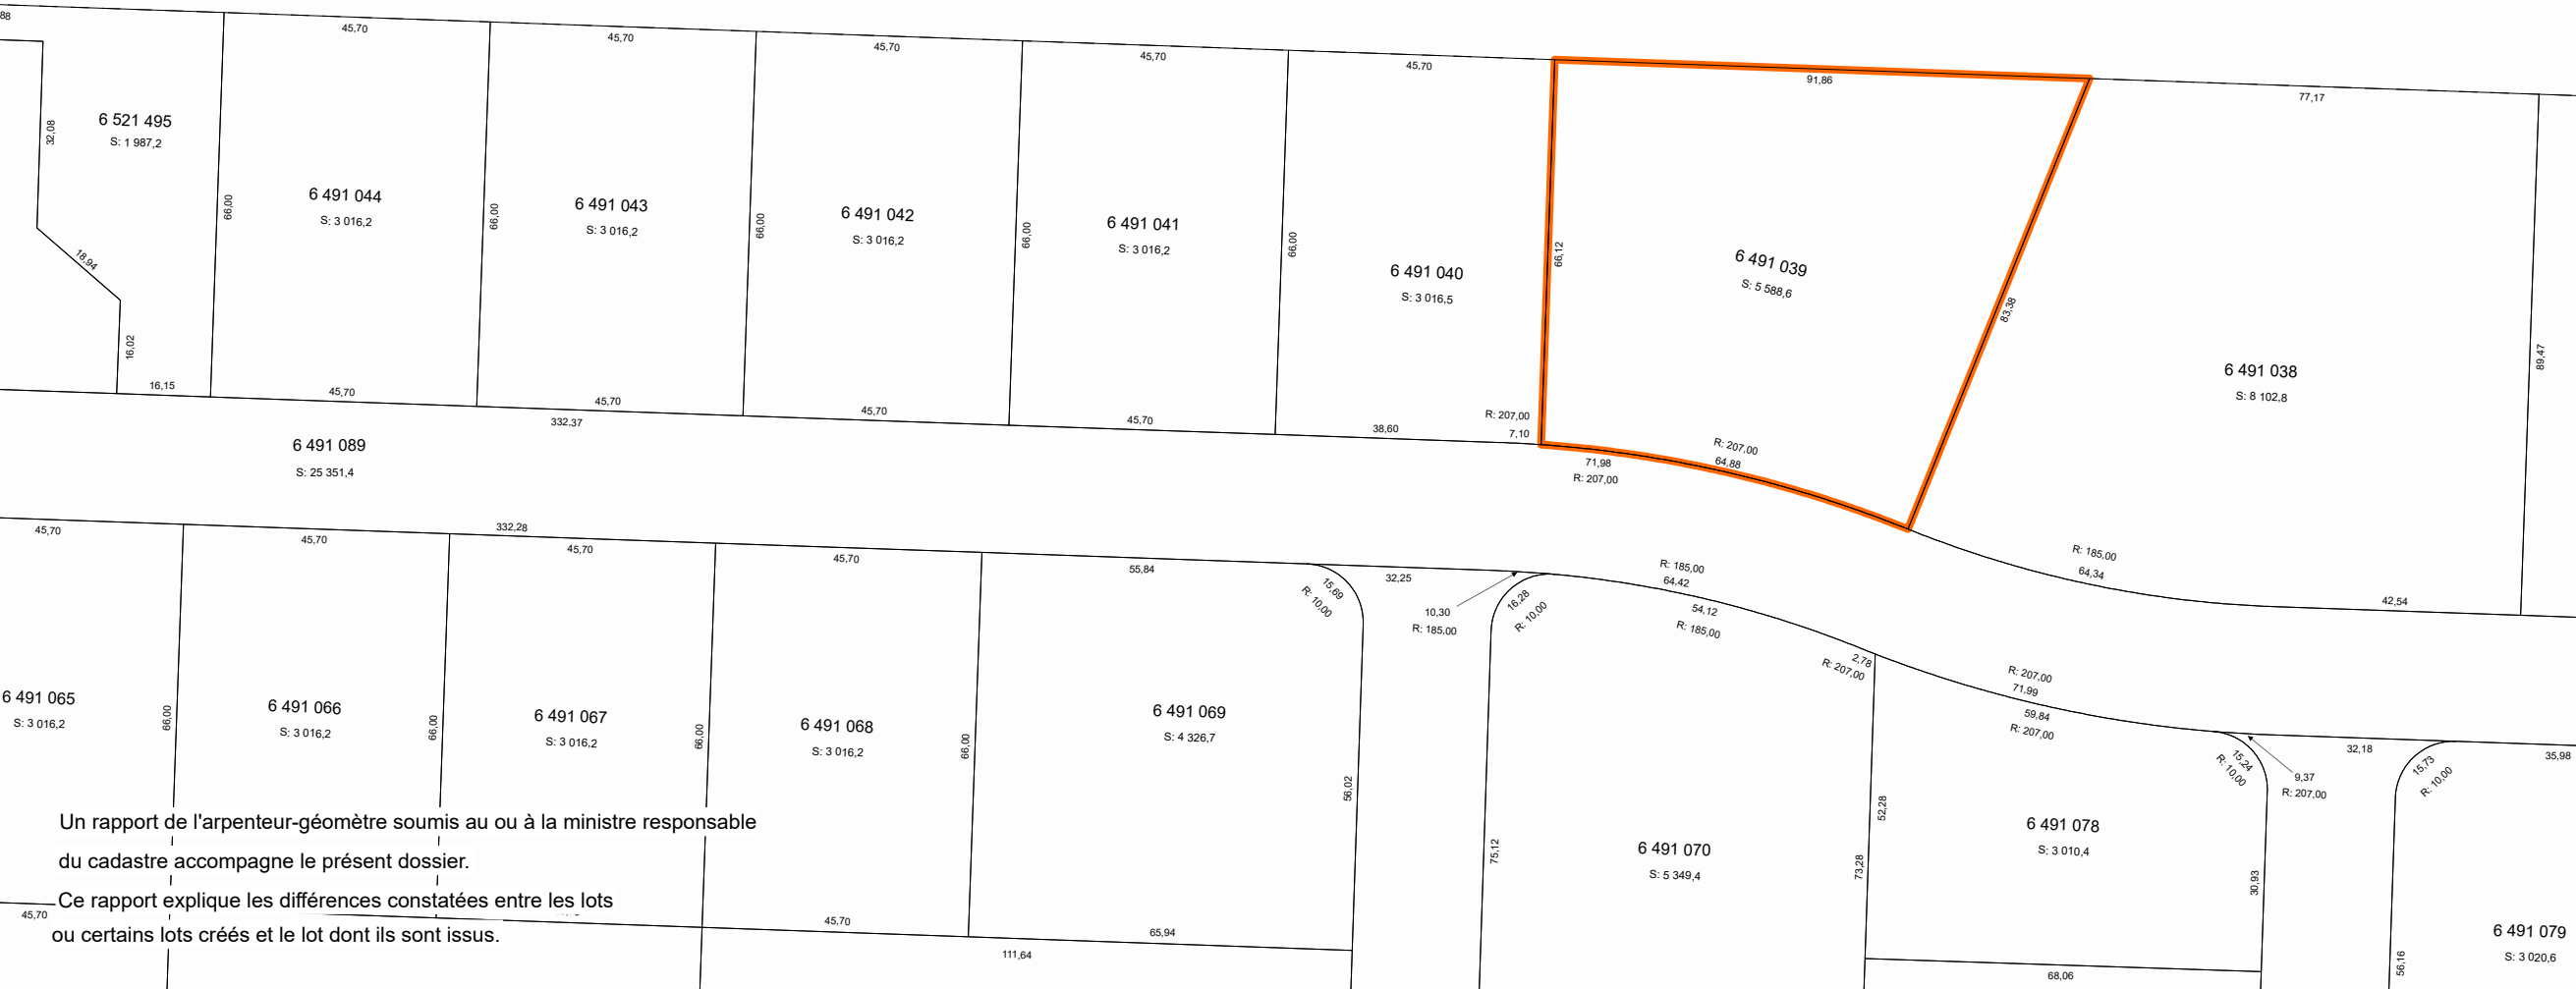 88
45,70
45,70
45,70
45,70
45,70
91,86
77,17
32,08
6 521 495
S: 1 987,2
66,00
6 491 044
S: 3 016,2
66,00
6 491 043
S: 3 016,2
66,00
6 491 042
S: 3 016,2
66,00
6 491 041
S: 3 016,2
66,00
6 491 040
S: 3 016,5
66,12
6 491 039
S: 5 588,6
83,38
6 491 038
S: 8 102,8
89,47
18,94
16,02
16,15
45,70
45,70
45,70
45,70
38,60
R: 207,00
7,10
332,37
6 491 089
S: 25 351,4
71,98
R: 207,00
R: 207,00
64,88
R: 185,00
64,34
42,54
45,70
332,28
45,70
45,70
45,70
55,84
15,69
R: 10,00
32,25
10,30
R: 185,00
16,28
R: 10,00
R: 185,00
64,42
54,12
R: 185,00
2,78
R: 207,00
R: 207,00
71,99
59,84
R: 207,00
15,24
R: 10,00
9,37
R: 207,00
32,18
15,73
R: 10,00
35,98
6 491 065
S: 3 016,2
66,00
6 491 066
S: 3 016,2
66,00
6 491 067
S: 3 016,2
66,00
6 491 068
S: 3 016,2
66,00
6 491 069
S: 4 326,7
56,02
75,12
6 491 070
S: 5 349,4
73,28
52,28
6 491 078
S: 3 010,4
30,93
56,16
6 491 079
S: 3 020,6
Un rapport de l'arpenteur-géomètre soumis au ou à la ministre responsable
du cadastre accompagne le présent dossier.
Ce rapport explique les différences constatées entre les lots
ou certains lots créés et le lot dont ils sont issus.
45,70
45,70
65,94
111,64
68,06